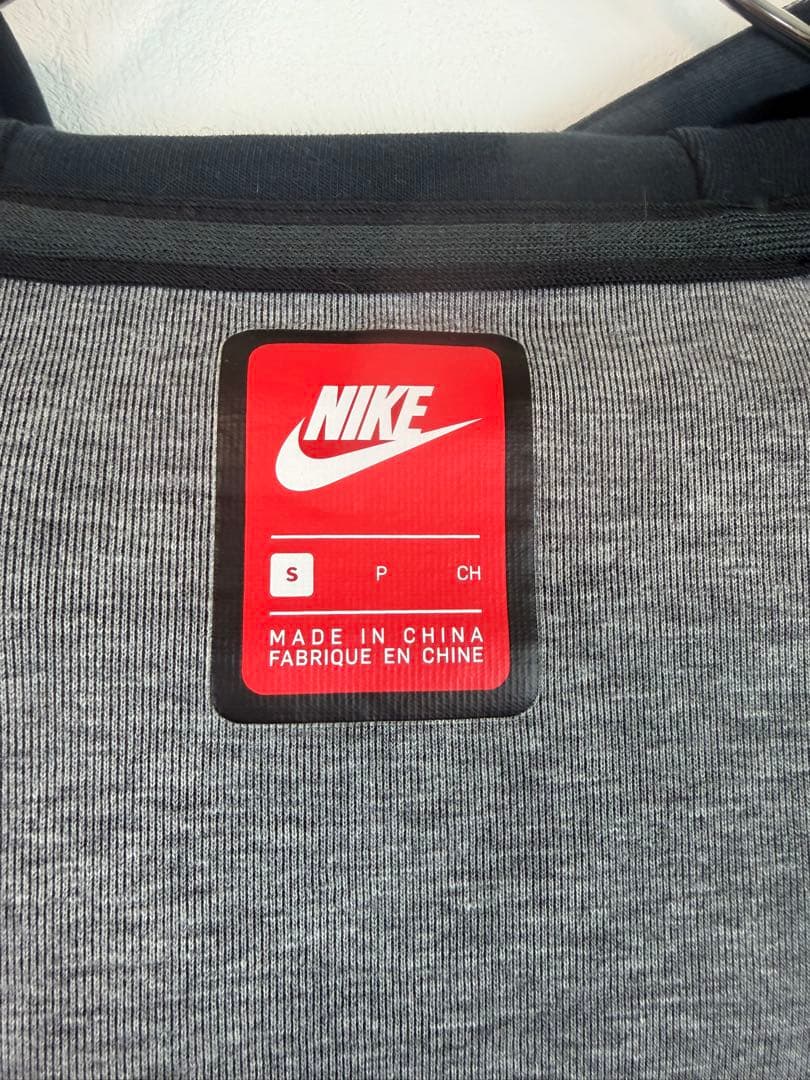 NIKE
S P CH
MADE IN CHINA
FABRIQUE EN CHINE